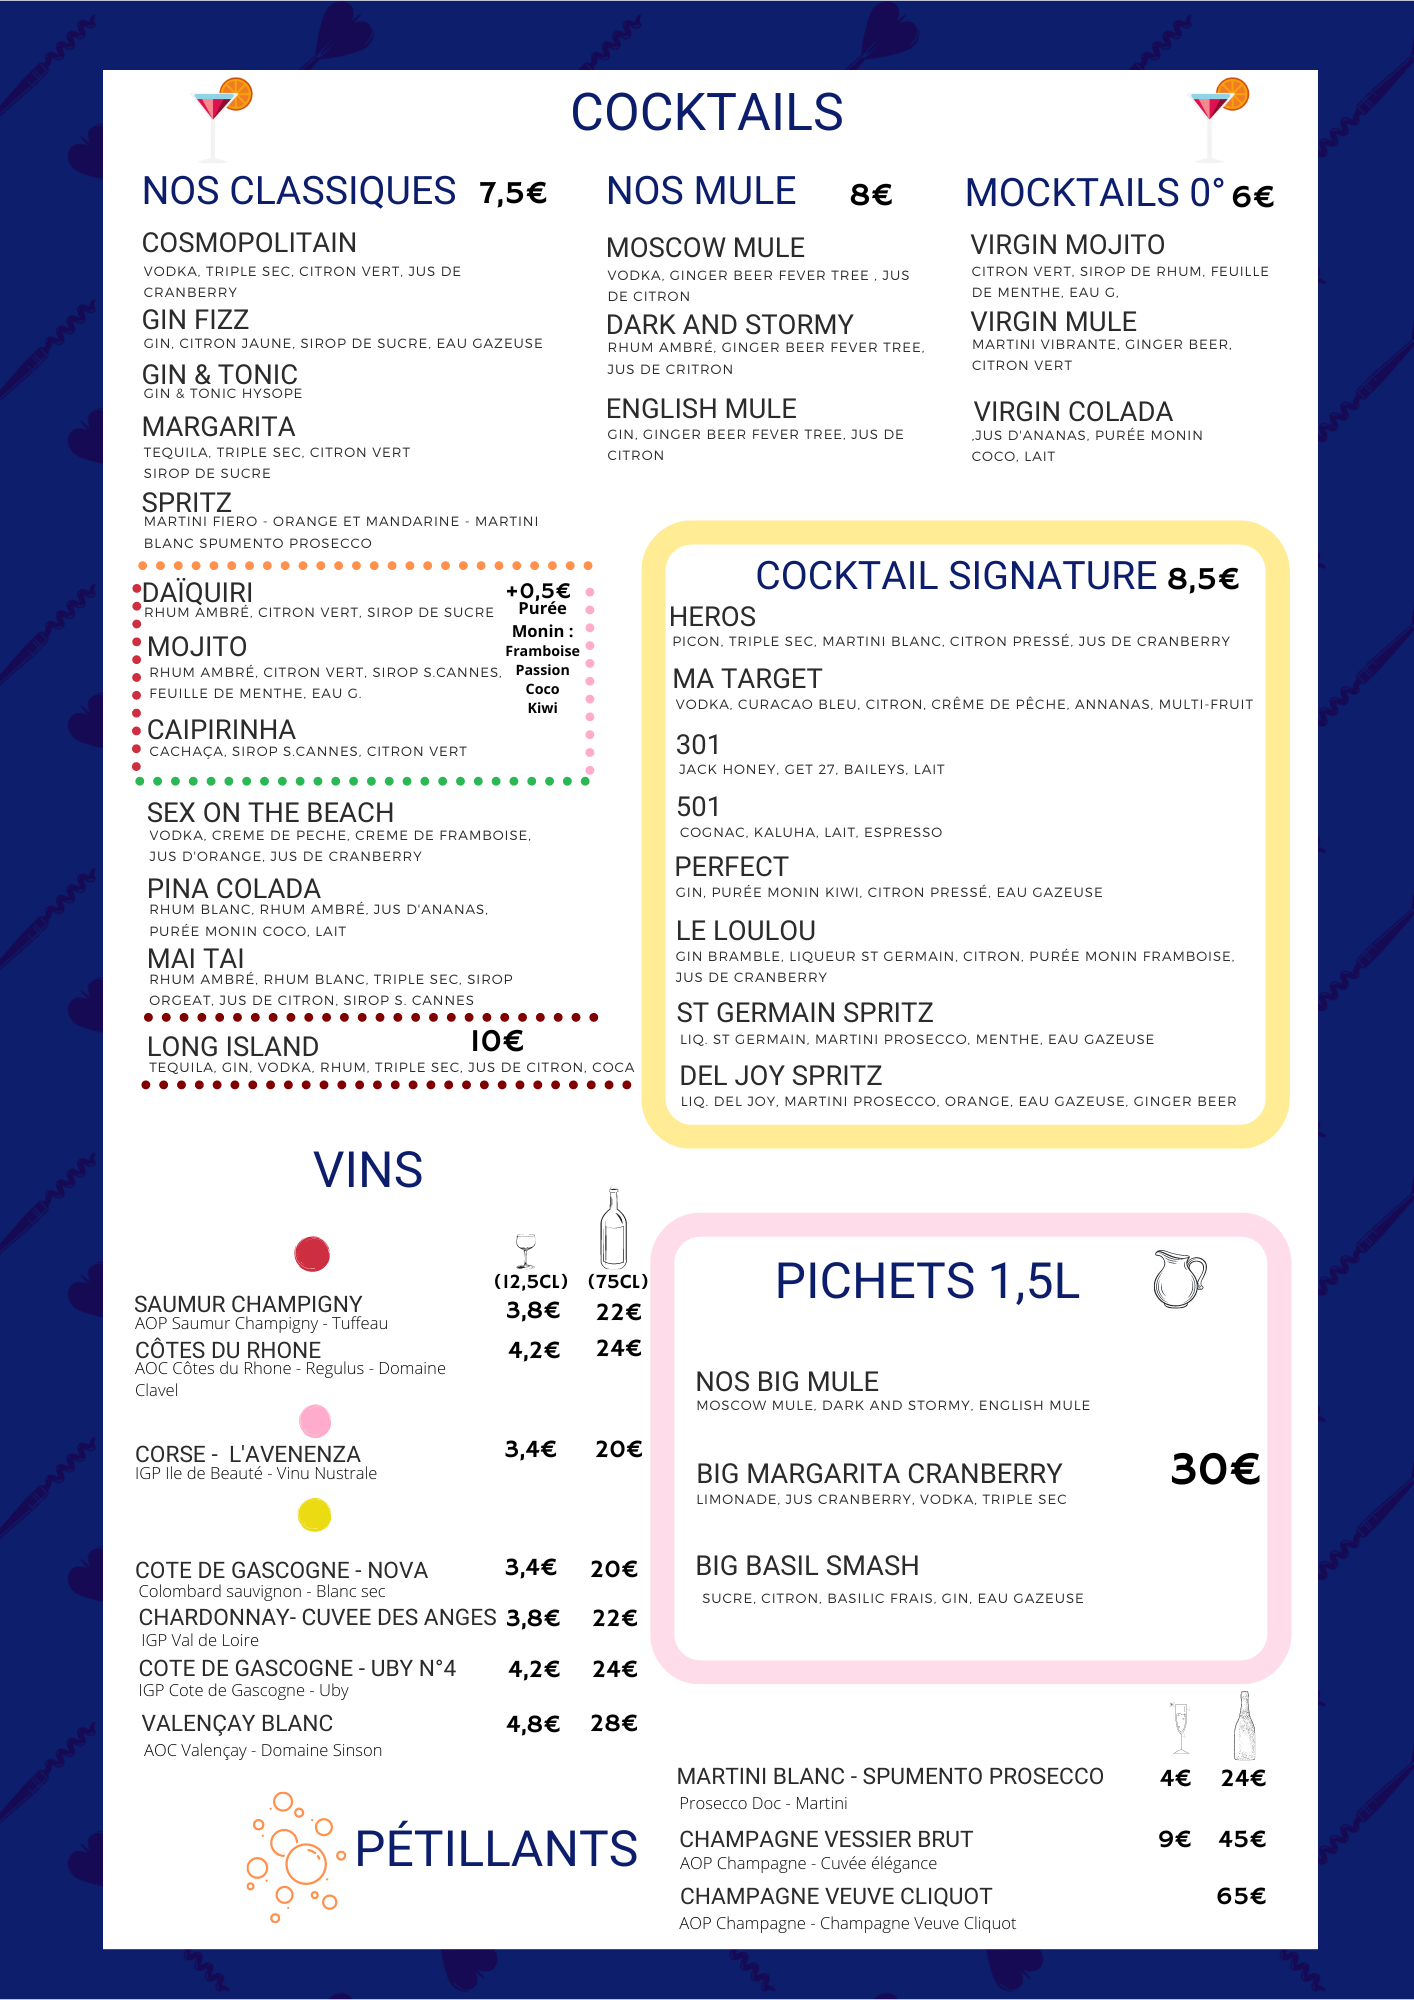 COCKTAILS
NOS CLASSIQUES 7,5€
COSMOPOLITAIN
VODKA, TRIPLE SEC, CITRON VERT, JUS DE
CRANBERRY
GIN FIZZ
GIN, CITRON JAUNE, SIROP DE SUCRE, EAU GAZEUSE
GIN & TONIC
GIN & TONIC HYSOPE
MARGARITA
TEQUILA, TRIPLE SEC, CITRON VERT
SIROP DE SUCRE
SPRITZ
MARTINI FIERO - ORANGE ET MANDARINE - MARTINI
BLANC SPUMENTO PROSECCO
DAÏQUIRI
RHUM AMBRÉ, CITRON VERT, SIROP DE SUCRE
MOJITO
RHUM AMBRÉ, CITRON VERT, SIROP S.CANNES,
FEUILLE DE MENTHE, EAU G.
CAIPIRINHA
CACHAÇA, SIROP S.CANNES, CITRON VERT
+0,5€
Purée
Monin :
Framboise
Passion
Coco
Kiwi
SEX ON THE BEACH
VODKA, CREME DE PECHE, CREME DE FRAMBOISE,
JUS D'ORANGE, JUS DE CRANBERRY
PINA COLADA
RHUM BLANC, RHUM AMBRÉ, JUS D'ANANAS,
PURÉE MONIN COCO, LAIT
MAI TAI
RHUM AMBRÉ, RHUM BLANC, TRIPLE SEC, SIROP
ORGEAT, JUS DE CITRON, SIROP S. CANNES
LONG ISLAND 10€
TEQUILA, GIN, VODKA, RHUM, TRIPLE SEC, JUS DE CITRON, COCA
NOS MULE 8€
MOSCOW MULE
VODKA, GINGER BEER FEVER TREE , JUS
DE CITRON
DARK AND STORMY
RHUM AMBRÉ, GINGER BEER FEVER TREE,
JUS DE CRITRON
ENGLISH MULE
GIN, GINGER BEER FEVER TREE, JUS DE
CITRON
MOCKTAILS 0° 6€
VIRGIN MOJITO
CITRON VERT, SIROP DE RHUM, FEUILLE
DE MENTHE, EAU G,
VIRGIN MULE
MARTINI VIBRANTE, GINGER BEER,
CITRON VERT
VIRGIN COLADA
,JUS D'ANANAS, PURÉE MONIN
COCO, LAIT
COCKTAIL SIGNATURE 8,5€
HEROS
PICON, TRIPLE SEC, MARTINI BLANC, CITRON PRESSÉ, JUS DE CRANBERRY
MA TARGET
VODKA, CURACAO BLEU, CITRON, CRÊME DE PÊCHE, ANNANAS, MULTI-FRUIT
301
JACK HONEY, GET 27, BAILEYS, LAIT
501
COGNAC, KALUHA, LAIT, ESPRESSO
PERFECT
GIN, PURÉE MONIN KIWI, CITRON PRESSÉ, EAU GAZEUSE
LE LOULOU
GIN BRAMBLE, LIQUEUR ST GERMAIN, CITRON, PURÉE MONIN FRAMBOISE,
JUS DE CRANBERRY
ST GERMAIN SPRITZ
LIQ. ST GERMAIN, MARTINI PROSECCO, MENTHE, EAU GAZEUSE
DEL JOY SPRITZ
LIQ. DEL JOY, MARTINI PROSECCO, ORANGE, EAU GAZEUSE, GINGER BEER
VINS
(12,5CL) (75CL)
SAUMUR CHAMPIGNY 3,8€ 22€
AOP Saumur Champigny - Tuffeau
CÔTES DU RHONE 4,2€ 24€
AOC Côtes du Rhone - Regulus - Domaine
Clavel
CORSE - L'AVENENZA 3,4€ 20€
IGP Ile de Beauté - Vinu Nustrale
COTE DE GASCOGNE - NOVA 3,4€ 20€
Colombard sauvignon - Blanc sec
CHARDONNAY- CUVEE DES ANGES 3,8€ 22€
IGP Val de Loire
COTE DE GASCOGNE - UBY N°4 4,2€ 24€
IGP Cote de Gascogne - Uby
VALENÇAY BLANC 4,8€ 28€
AOC Valençay - Domaine Sinson
PICHETS 1,5L
NOS BIG MULE
MOSCOW MULE, DARK AND STORMY, ENGLISH MULE
BIG MARGARITA CRANBERRY 30€
LIMONADE, JUS CRANBERRY, VODKA, TRIPLE SEC
BIG BASIL SMASH
SUCRE, CITRON, BASILIC FRAIS, GIN, EAU GAZEUSE
PÉTILLANTS
MARTINI BLANC - SPUMENTO PROSECCO 4€ 24€
Prosecco Doc - Martini
CHAMPAGNE VESSIER BRUT 9€ 45€
AOP Champagne - Cuvée élégance
CHAMPAGNE VEUVE CLIQUOT 65€
AOP Champagne - Champagne Veuve Cliquot